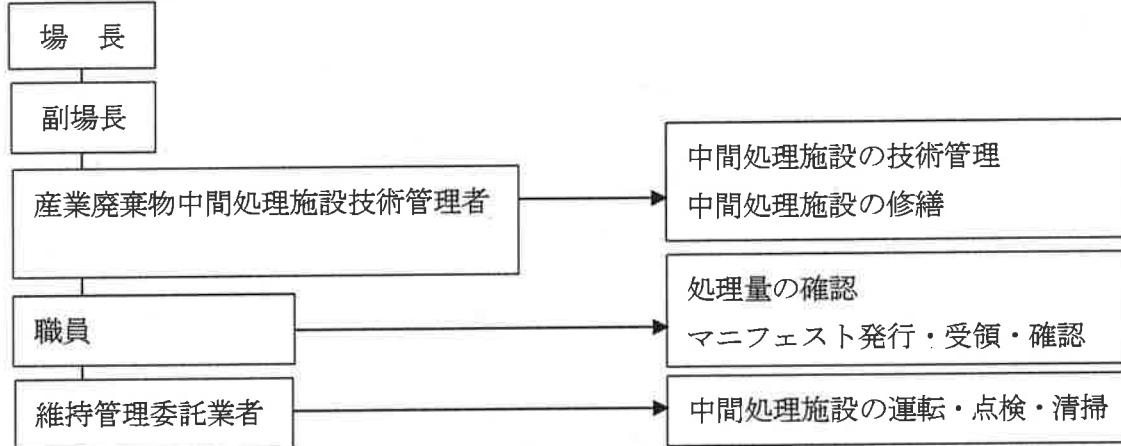 場　長
副場長
産業廃棄物中間処理施設技術管理者
中間処理施設の技術管理
中間処理施設の修繕
職員
処理量の確認
マニフェスト発行・受領・確認
維持管理委託業者
中間処理施設の運転・点検・清掃